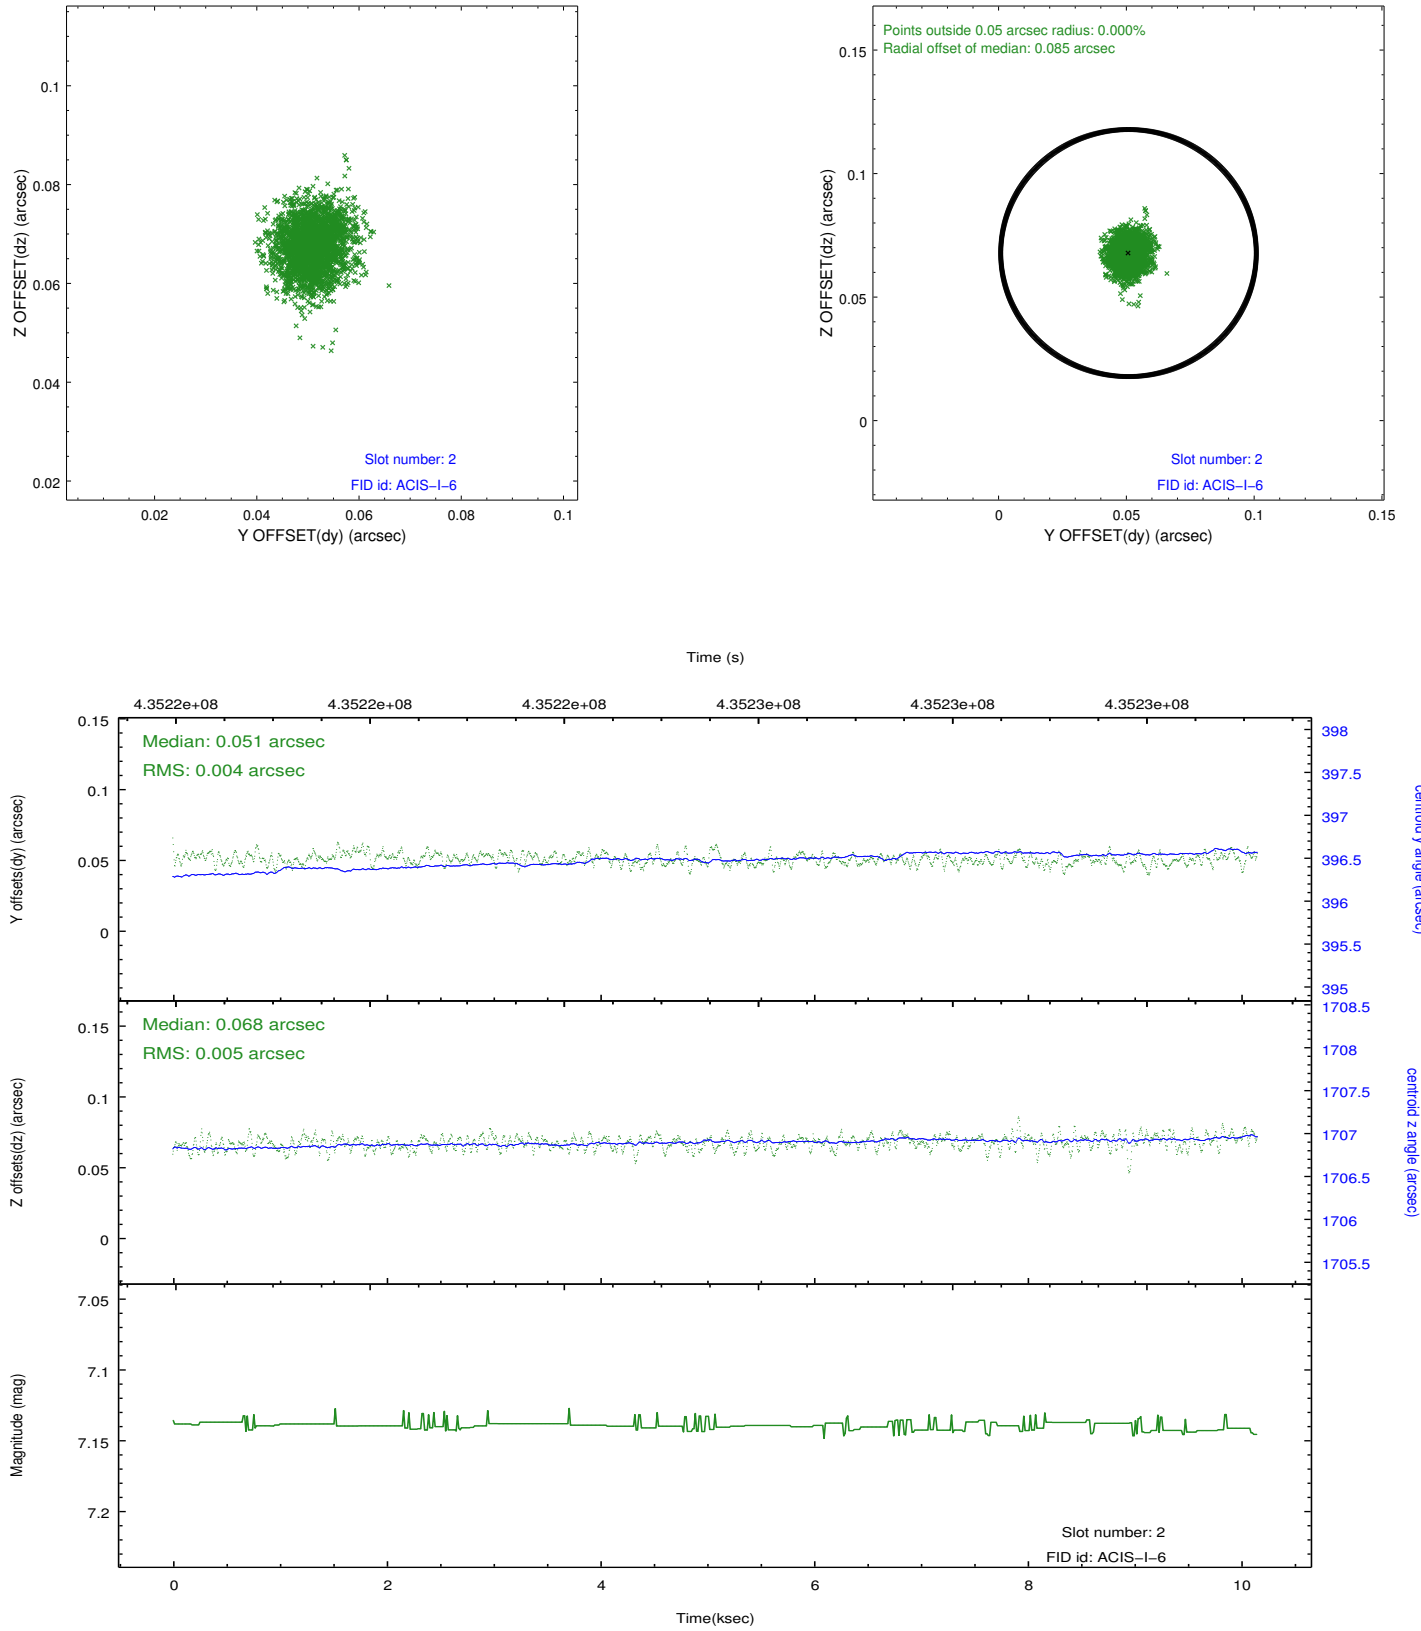 0.1
0.08
0.06
0.04
0.02
Z OFFSET(dz) (arcsec)
Slot number: 2
FID id: ACIS-I-6
0.02 0.04 0.06 0.08 0.1
Y OFFSET(dy) (arcsec)
Points outside 0.05 arcsec radius: 0.000%
Radial offset of median: 0.085 arcsec
0.15
0.1
0.05
0
Z OFFSET(dz) (arcsec)
Slot number: 2
FID id: ACIS-I-6
0 0.05 0.1 0.15
Y OFFSET(dy) (arcsec)
Time (s)
4.3522e+08 4.3522e+08 4.3522e+08 4.3523e+08 4.3523e+08 4.3523e+08
Median: 0.051 arcsec
RMS: 0.004 arcsec
0.15
0.1
0.05
0
Y offsets(dy) (arcsec)
398
397.5
397
396.5
396
395.5
395
centroid y angle (arcsec)
Median: 0.068 arcsec
RMS: 0.005 arcsec
0.15
0.1
0.05
0
Z offsets(dz) (arcsec)
1708.5
1708
1707.5
1707
1706.5
1706
1705.5
centroid z angle (arcsec)
7.05
7.1
7.15
7.2
Magnitude (mag)
Slot number: 2
FID id: ACIS-I-6
0 2 4 6 8 10
Time(ksec)